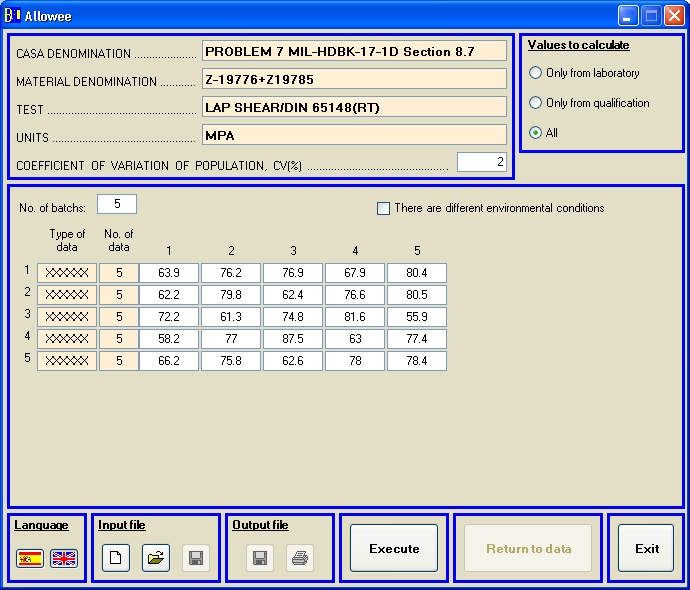 Allowee
CASA DENOMINATION .....................
PROBLEM 7 MIL-HDBK-17-1D Section 8.7
MATERIAL DENOMINATION ............
Z-19776+Z19785
TEST ..................................................
LAP SHEAR/DIN 65148(RT)
UNITS ................................................
MPA
COEFFICIENT OF VARIATION OF POPULATION, CV(%) ...............................................
2
Values to calculate
Only from laboratory
Only from qualification
All
No. of batchs: 5
There are different environmental conditions
Type of data No. of data 1 2 3 4 5
1 XXXXXX 5 63.9 76.2 76.9 67.9 80.4
2 XXXXXX 5 62.2 79.8 62.4 76.6 80.5
3 XXXXXX 5 72.2 61.3 74.8 81.6 55.9
4 XXXXXX 5 58.2 77 87.5 63 77.4
5 XXXXXX 5 66.2 75.8 62.6 78 78.4
Language
Input file
Output file
Execute
Return to data
Exit